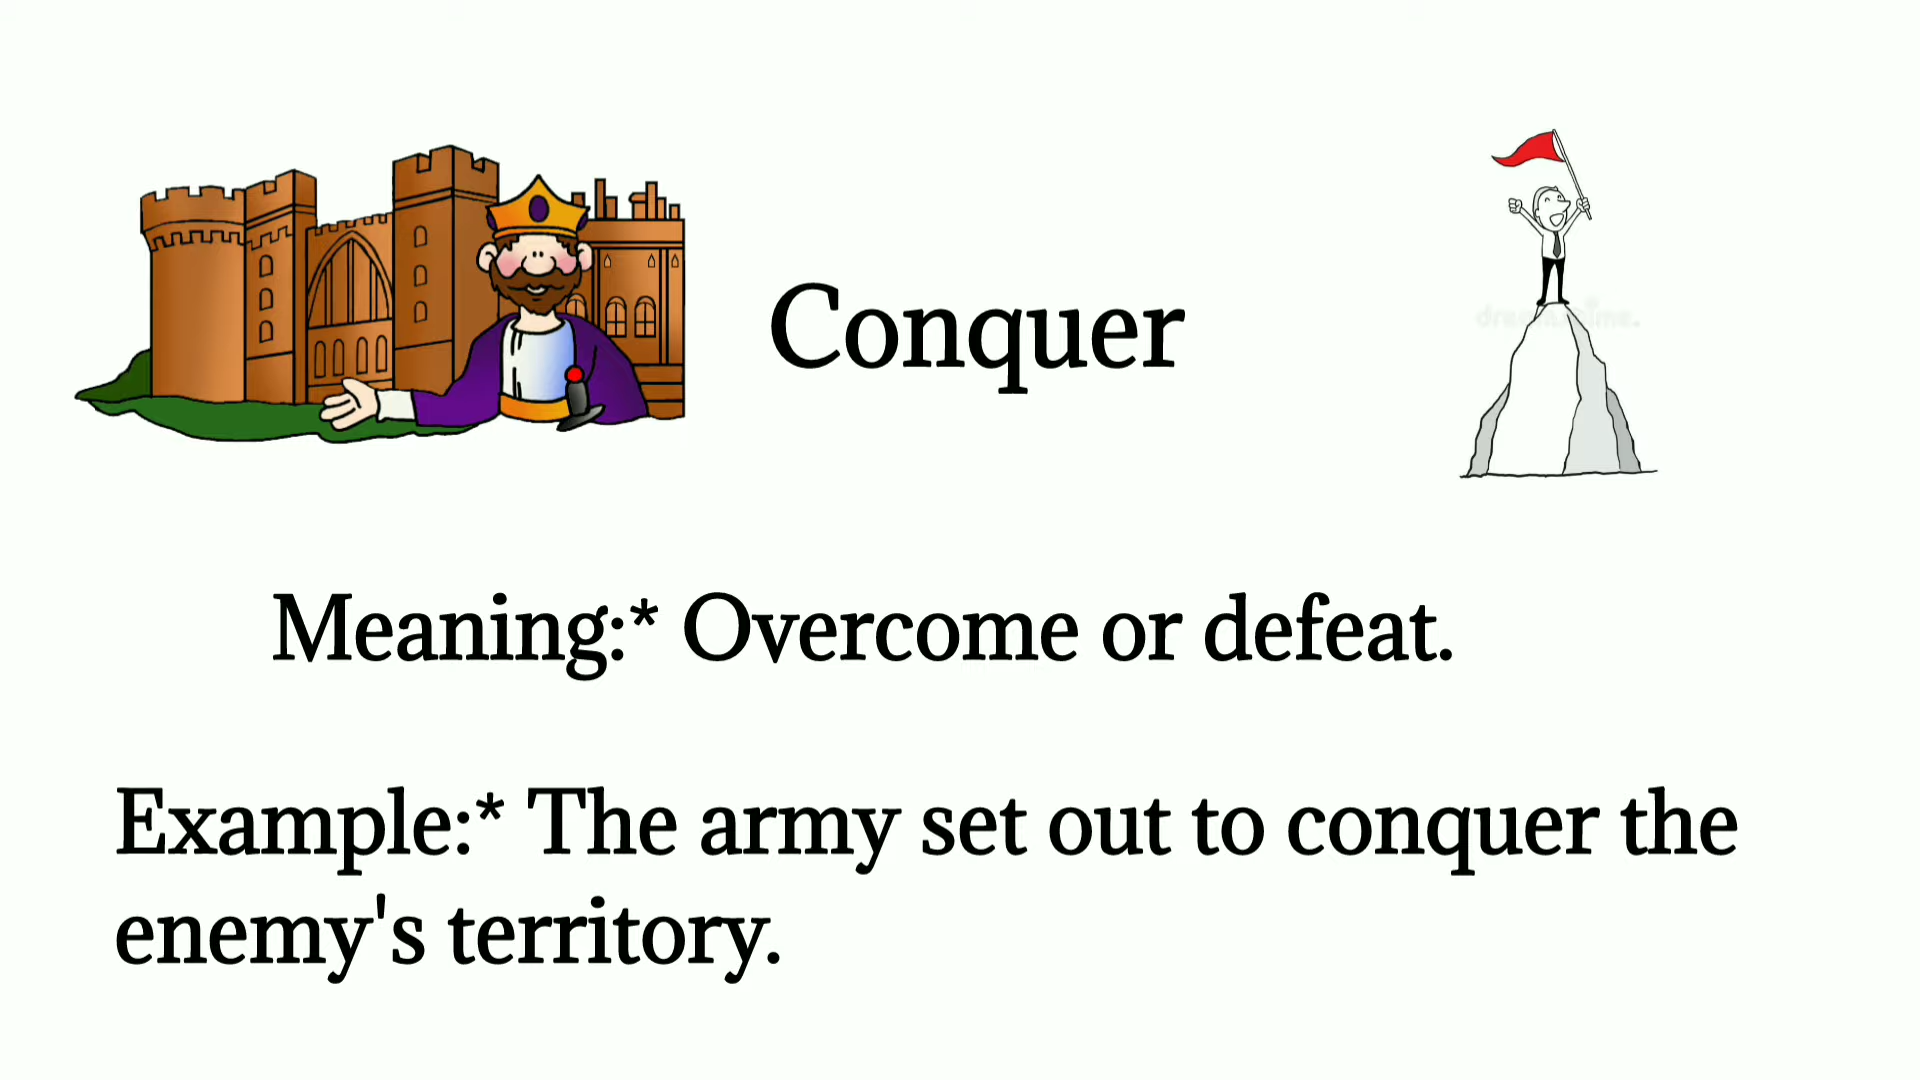 Conquer
Meaning:* Overcome or defeat.
Example:* The army set out to conquer the
enemy's territory.